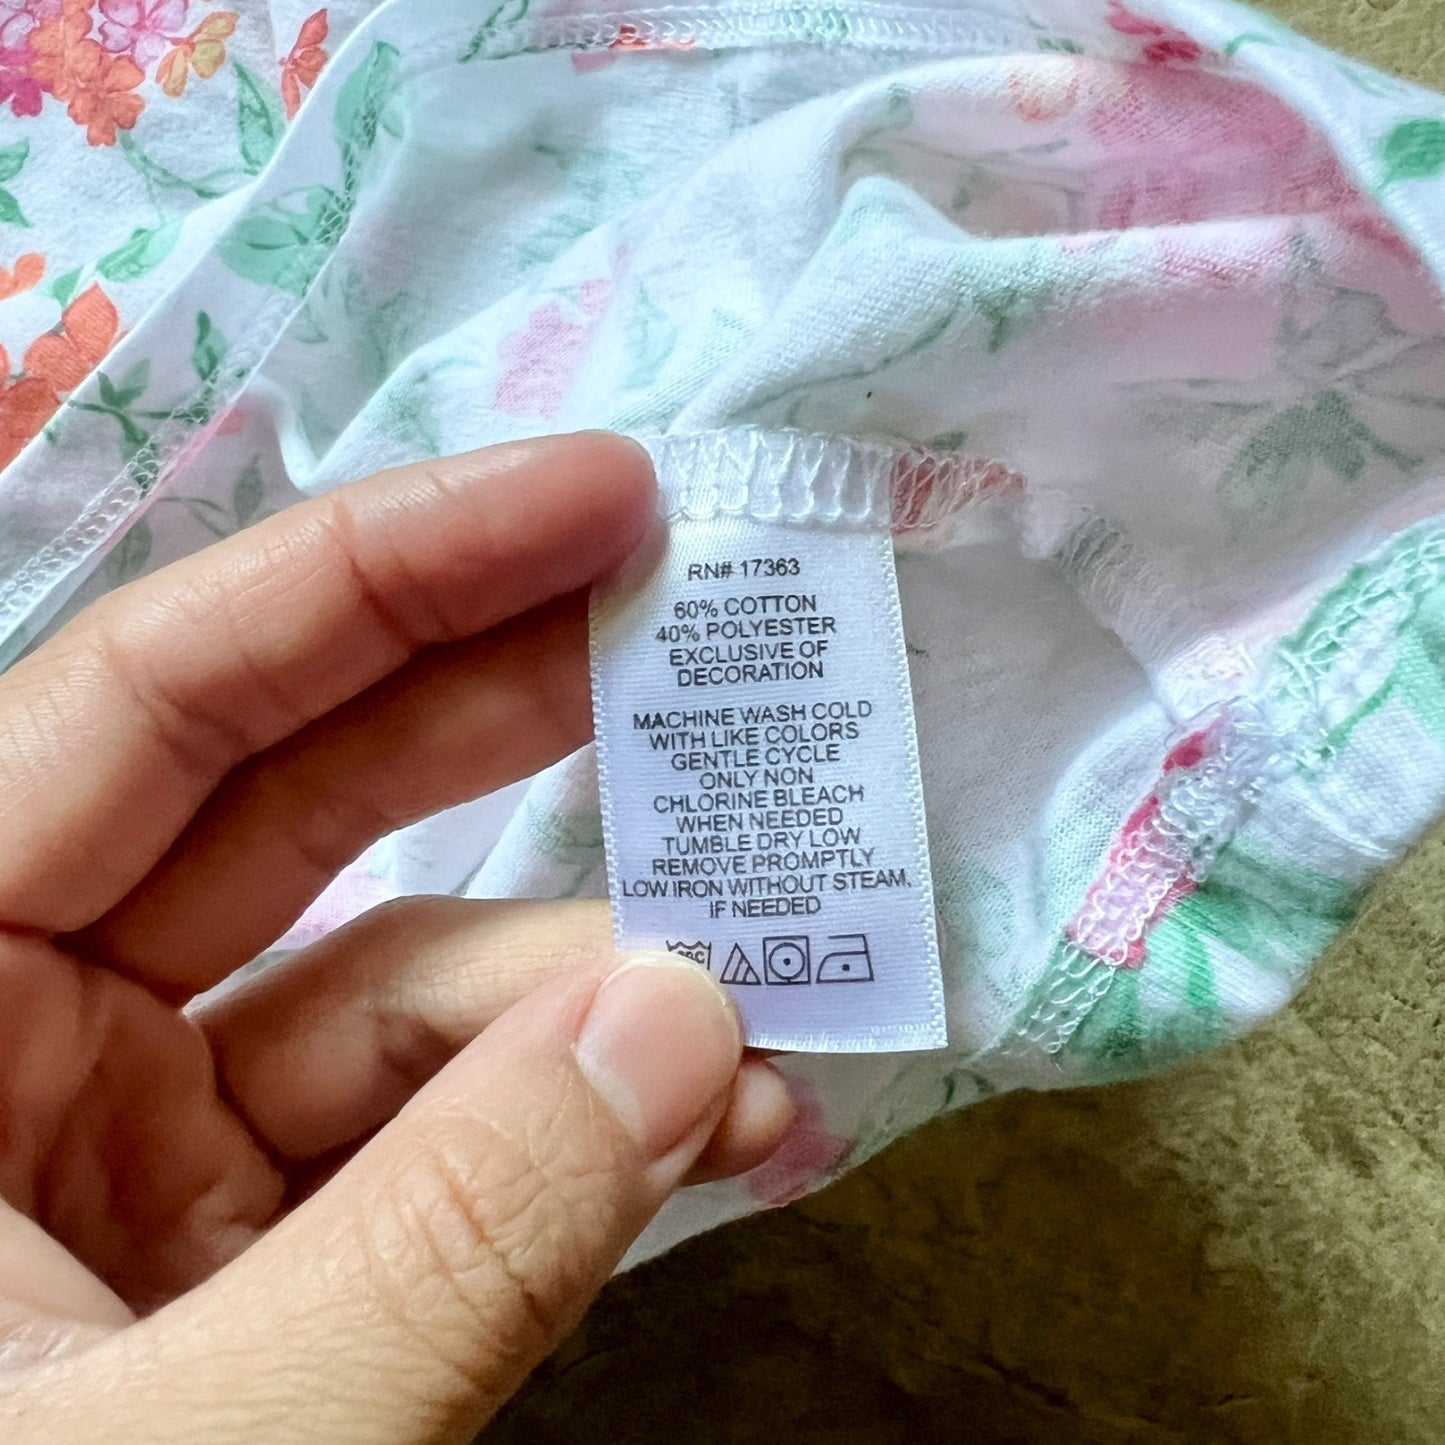 RN# 17363
60% COTTON
40% POLYESTER
EXCLUSIVE OF
DECORATION
MACHINE WASH COLD
WITH LIKE COLORS
GENTLE CYCLE
ONLY NON
CHLORINE BLEACH
WHEN NEEDED
TUMBLE DRY LOW
REMOVE PROMPTLY
LOW IRON WITHOUT STEAM,
IF NEEDED